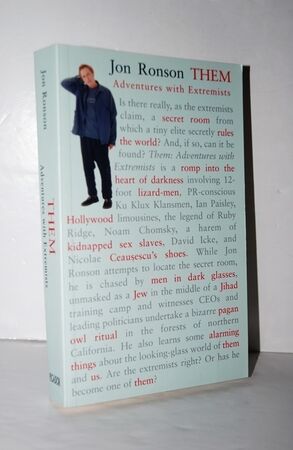 Jon Ronson THEM
Adventures with Extremists
Is there really, as the extremists
claim, a secret room from
which a tiny elite secretly rules
the world? And, if so, can it be
found? Them: Adventures with
Extremists is a romp into the
heart of darkness involving 12-
foot lizard-men, PR-conscious
Ku Klux Klansmen, Ian Paisley,
Hollywood limousines, the legend of Ruby
Ridge, Noam Chomsky, a harem of
kidnapped sex slaves, David Icke, and
Nicolae Ceausescu's shoes. While Jon
Ronson attempts to locate the secret room,
he is chased by men in dark glasses,
unmasked as a Jew in the middle of a Jihad
training camp and witnesses CEOs and
leading politicians undertake a bizarre pagan
owl ritual in the forests of northern
California. He also learns some alarming
things about the looking-glass world of them
and us. Are the extremists right? Or has he
become one of them?
Jon Ronson
THEM
Adventures with Extremists